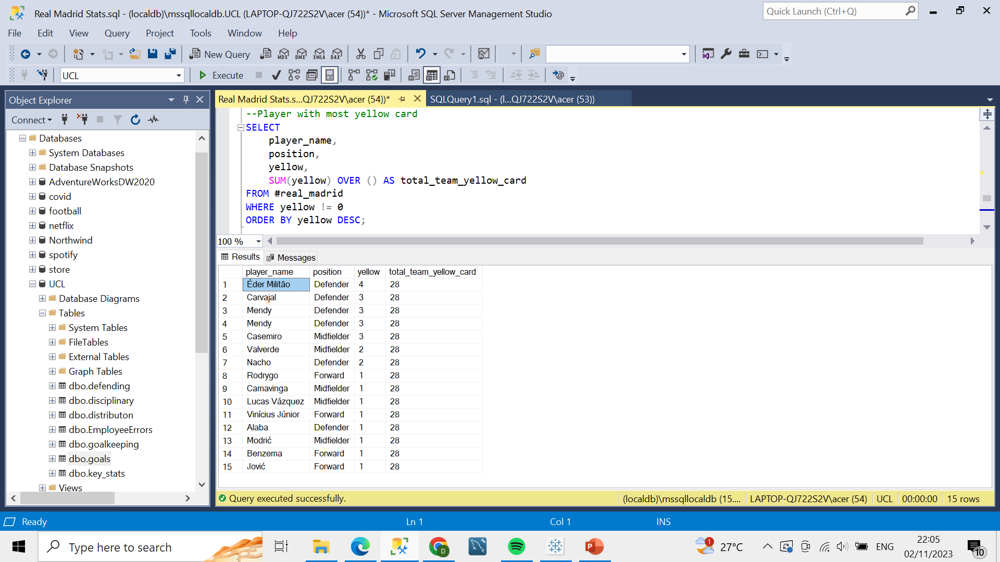 Real Madrid Stats.sql - (localdb)\mssqllocaldb.UCL (LAPTOP-QJ722S2V\acer (54))* - Microsoft SQL Server Management Studio
Quick Launch (Ctrl+Q)
File Edit View Query Project Tools Window Help
New Query
MDX DMX XMLA DAX
UCL
Execute
Object Explorer
Connect
Databases
System Databases
Database Snapshots
AdventureWorksDW2020
covid
football
netflix
Northwind
spotify
store
UCL
Database Diagrams
Tables
System Tables
FileTables
External Tables
Graph Tables
dbo.defending
dbo.disciplinary
dbo.distributon
dbo.EmployeeErrors
dbo.goalkeeping
dbo.goals
dbo.key_stats
Views
Real Madrid Stats.s...QJ722S2V\acer (54))*
SQLQuery1.sql - (l...QJ722S2V\acer (53))
--Player with most yellow card
SELECT
player_name,
position,
yellow,
SUM(yellow) OVER () AS total_team_yellow_card
FROM #real_madrid
WHERE yellow != 0
ORDER BY yellow DESC;
100 %
Results Messages
player_name position yellow total_team_yellow_card
1 Éder Militão Defender 4 28
2 Carvajal Defender 3 28
3 Mendy Defender 3 28
4 Mendy Defender 3 28
5 Casemiro Midfielder 3 28
6 Valverde Midfielder 2 28
7 Nacho Defender 2 28
8 Rodrygo Forward 1 28
9 Camavinga Midfielder 1 28
10 Lucas Vázquez Midfielder 1 28
11 Vinícius Júnior Forward 1 28
12 Alaba Defender 1 28
13 Modrić Midfielder 1 28
14 Benzema Forward 1 28
15 Jović Forward 1 28
Query executed successfully.
(localdb)\mssqllocaldb (15.... LAPTOP-QJ722S2V\acer (54) UCL 00:00:00 15 rows
Ready
Ln 1
Col 1
INS
Type here to search
D
P
1
27°C
ENG
22:05
02/11/2023
10